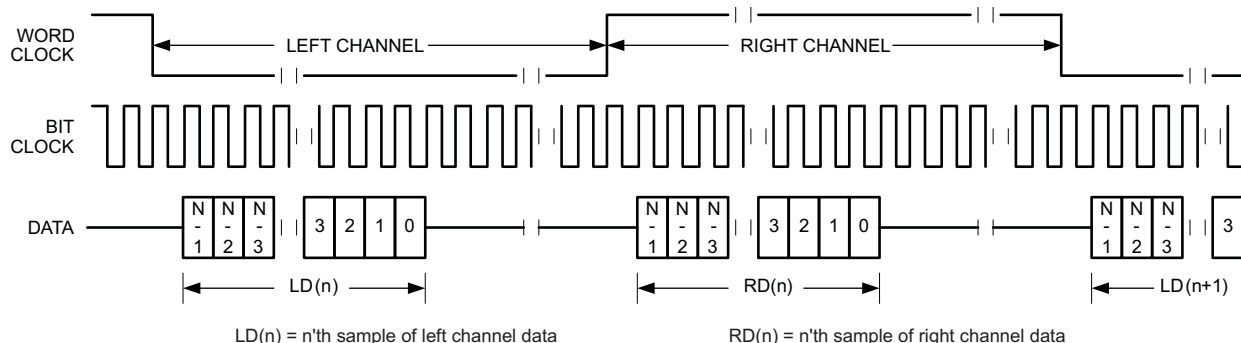 WORD
CLOCK
LEFT CHANNEL
RIGHT CHANNEL
BIT
CLOCK
DATA
N-1 N-2 N-3 3 2 1 0 N-1 N-2 N-3 3 2 1 0 N-1 N-2 N-3 3
LD(n) RD(n) LD(n+1)
LD(n) = n'th sample of left channel data
RD(n) = n'th sample of right channel data